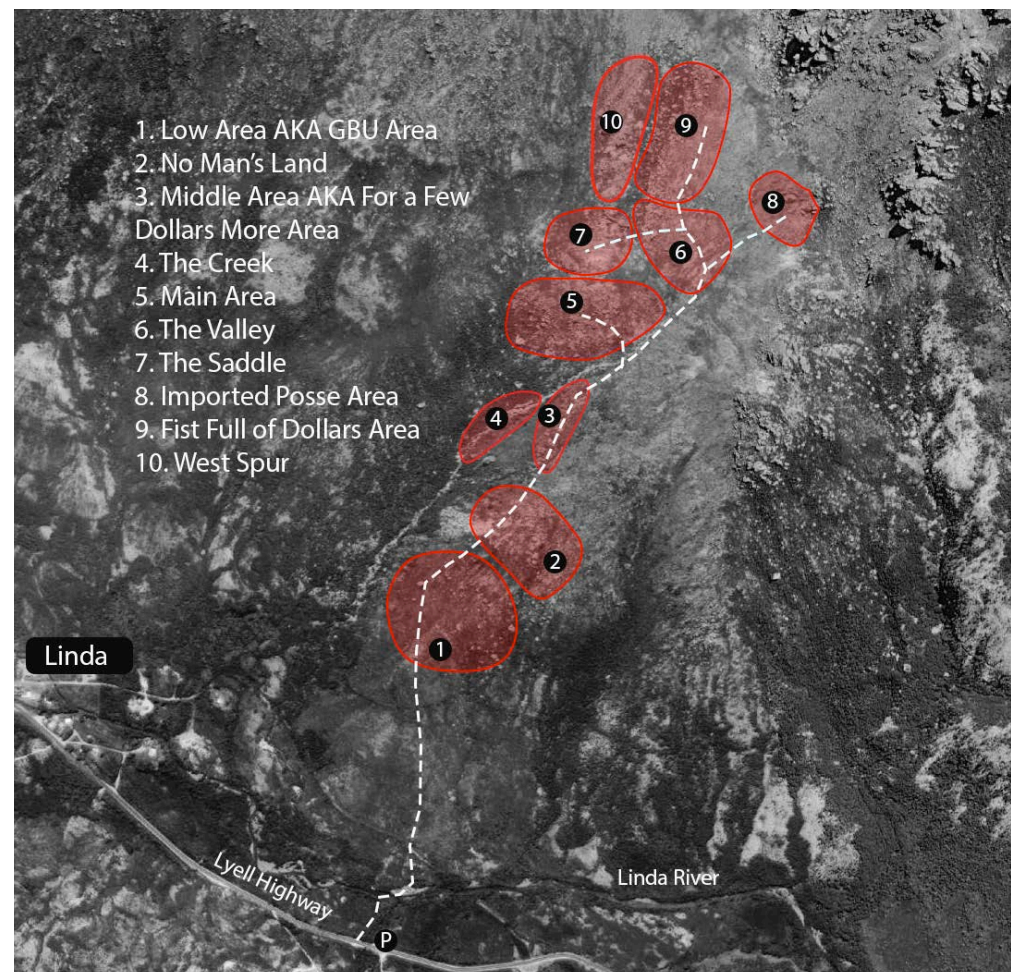 1. Low Area AKA GBU Area
2. No Man's Land
3. Middle Area AKA For a Few
Dollars More Area
4. The Creek
5. Main Area
6. The Valley
7. The Saddle
8. Imported Posse Area
9. Fist Full of Dollars Area
10. West Spur
10
9
8
7
6
5
4
3
2
1
Linda
Lyell Highway
Linda River
P